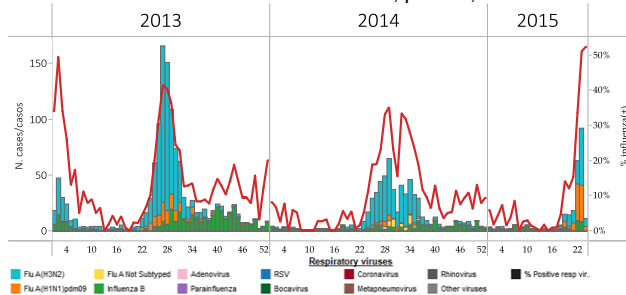 2013 2014 2015
150
100
50
0
N. cases/casos
50%
40%
30%
20%
10%
0%
% influenza(+)
4 10 16 22 28 34 40 46 52 4 10 16 22 28 34 40 46 52 4 10 16 22
Respiratory viruses
Flu A(H3N2) Flu A Not Subtyped Adenovirus RSV Coronavirus Rhinovirus % Positive resp vir..
Flu A(H1N1)pdm09 Influenza B Parainfluenza Bocavirus Metapneumovirus Other viruses